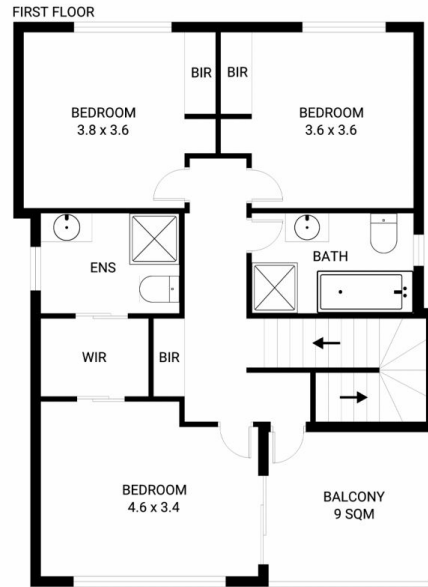 FIRST FLOOR
BIR
BIR
BEDROOM
3.8 x 3.6
BEDROOM
3.6 x 3.6
ENS
BATH
WIR
BIR
BEDROOM
4.6 x 3.4
BALCONY
9 SQM